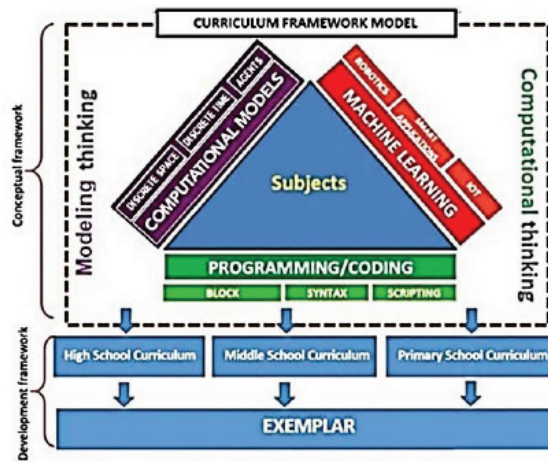 CURRICULUM FRAMEWORK MODEL
Conceptual framework
Modeling thinking
DISCRETE SPACE
DISCRETE TIME
AGENTS
COMPUTATIONAL MODELS
ROBOTICS
SMART
APPLICATIONS
IOT
MACHINE LEARNING
Computational thinking
Subjects
PROGRAMMING/CODING
BLOCK
SYNTAX
SCRIPTING
Development framework
High School Curriculum
Middle School Curriculum
Primary School Curriculum
EXEMPLAR